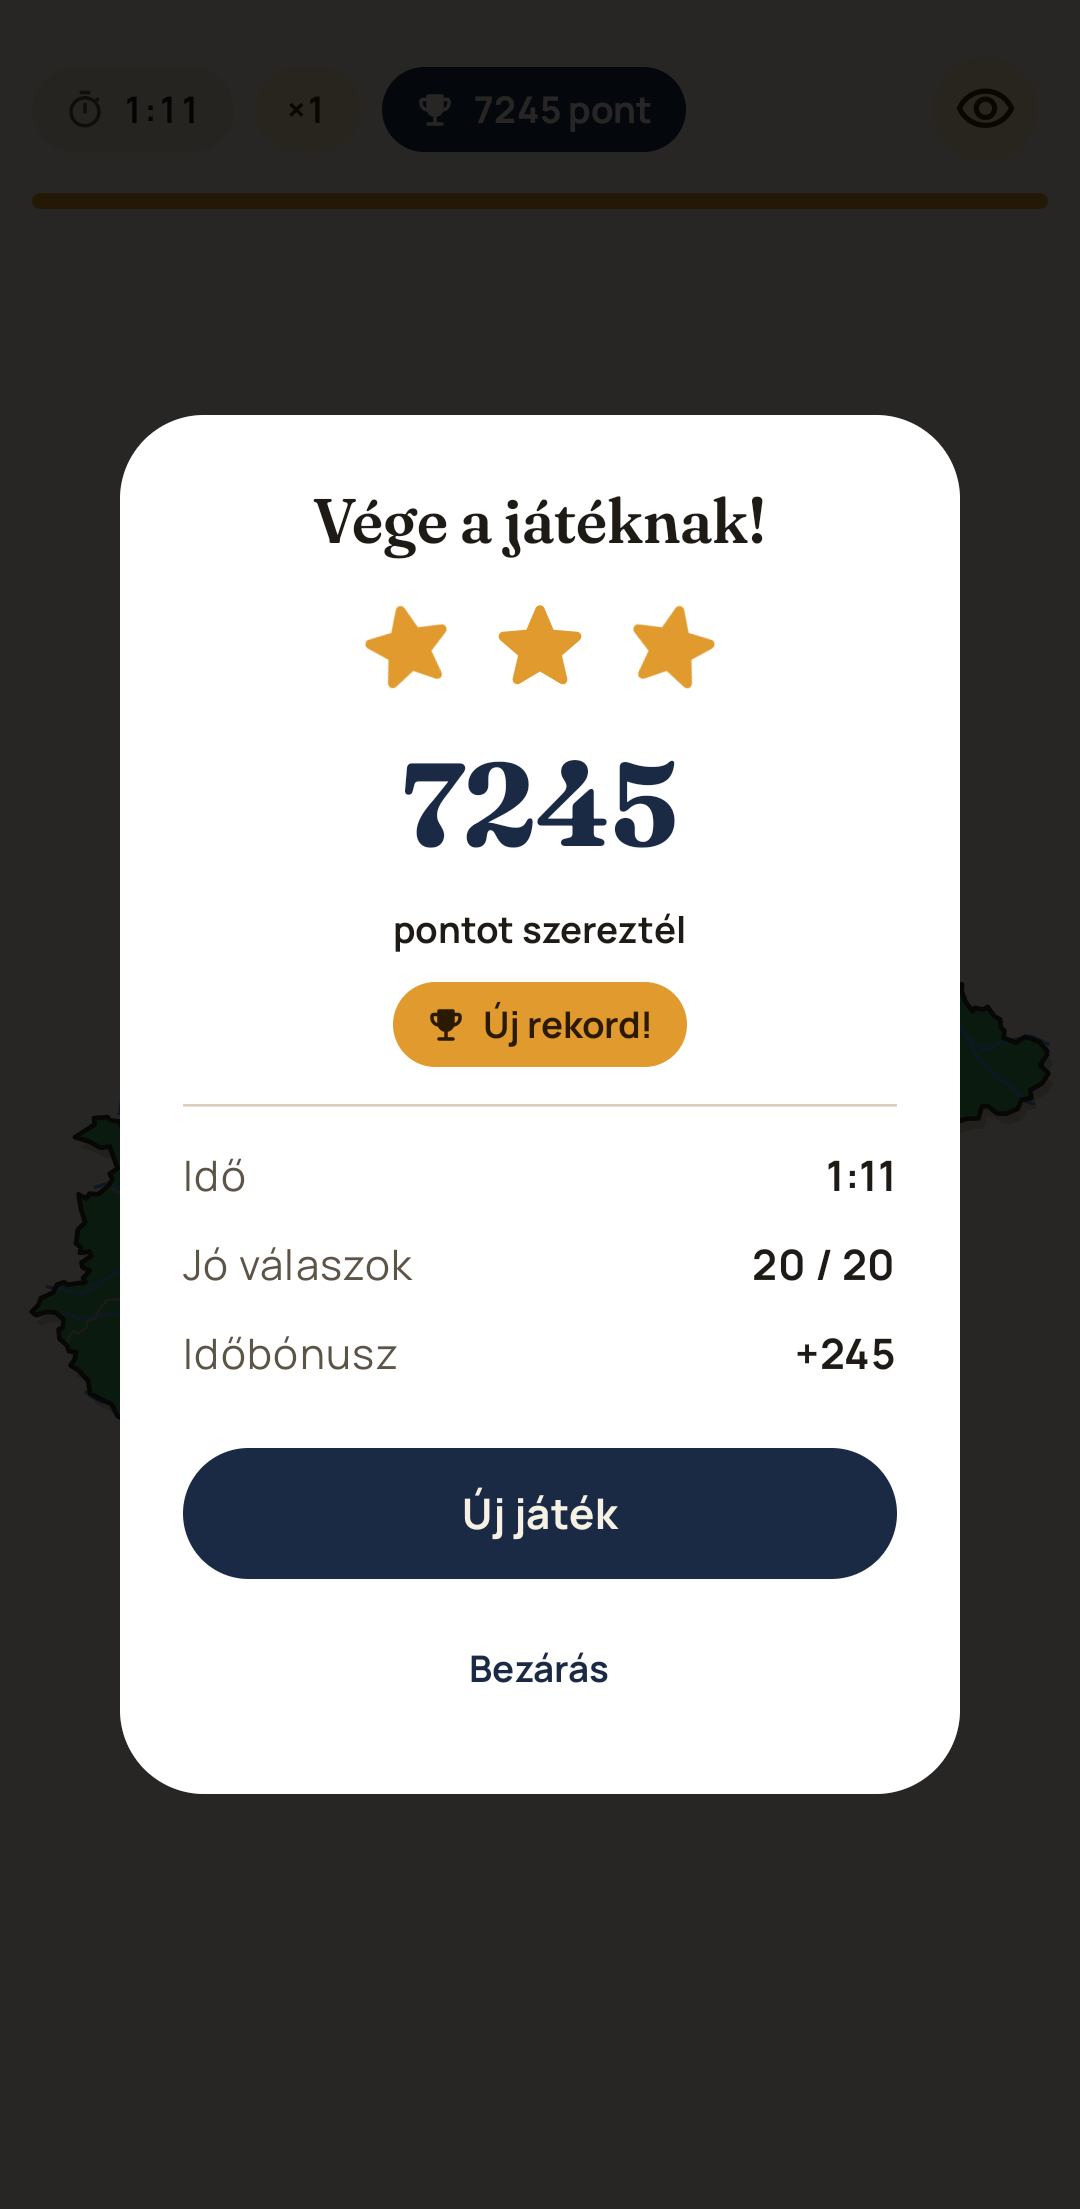 1:11
×1
7245 pont
Vége a játéknak!
7245
pontot szereztél
Új rekord!
Idő 1:11
Jó válaszok 20 / 20
Időbónusz +245
Új játék
Bezárás